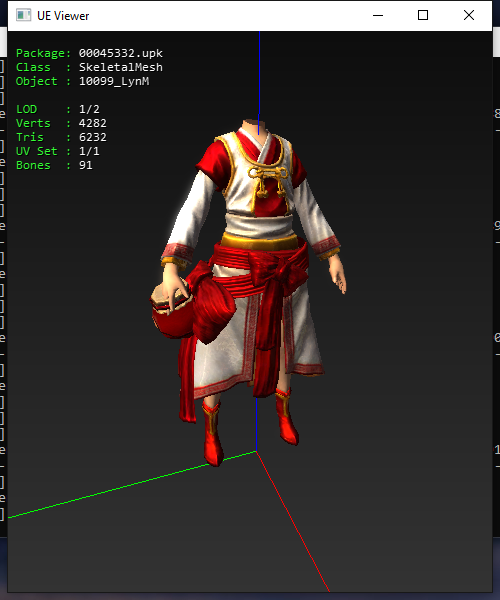 UE Viewer
Package: 00045332.upk
Class : SkeletalMesh
Object : 10099_LynM
LOD : 1/2
Verts : 4282
Tris : 6232
UV Set : 1/1
Bones : 91